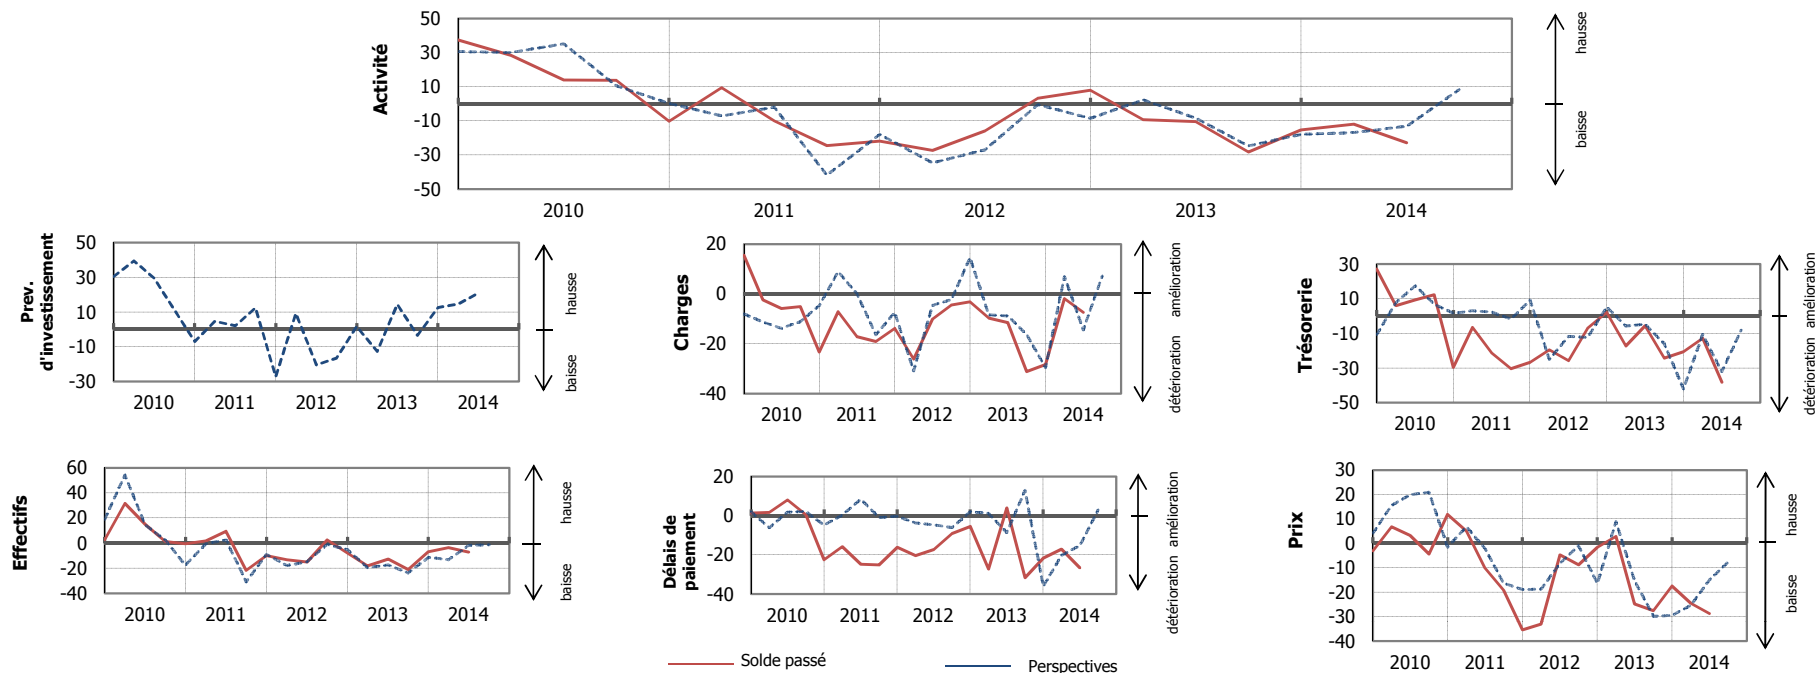 Activité
50
30
10
-10
-30
-50
2010
2011
2012
2013
2014
hausse
baisse
Prev.
d'investissement
50
30
10
-10
-30
2010
2011
2012
2013
2014
hausse
baisse
Charges
20
0
-20
-40
2010
2011
2012
2013
2014
amélioration
détérioration
Trésorerie
30
10
-10
-30
-50
2010
2011
2012
2013
2014
amélioration
détérioration
Effectifs
60
40
20
0
-20
-40
2010
2011
2012
2013
2014
hausse
baisse
Délais de
paiement
20
0
-20
-40
2010
2011
2012
2013
2014
amélioration
détérioration
Prix
30
20
10
0
-10
-20
-30
-40
2010
2011
2012
2013
2014
hausse
baisse
Solde passé
Perspectives